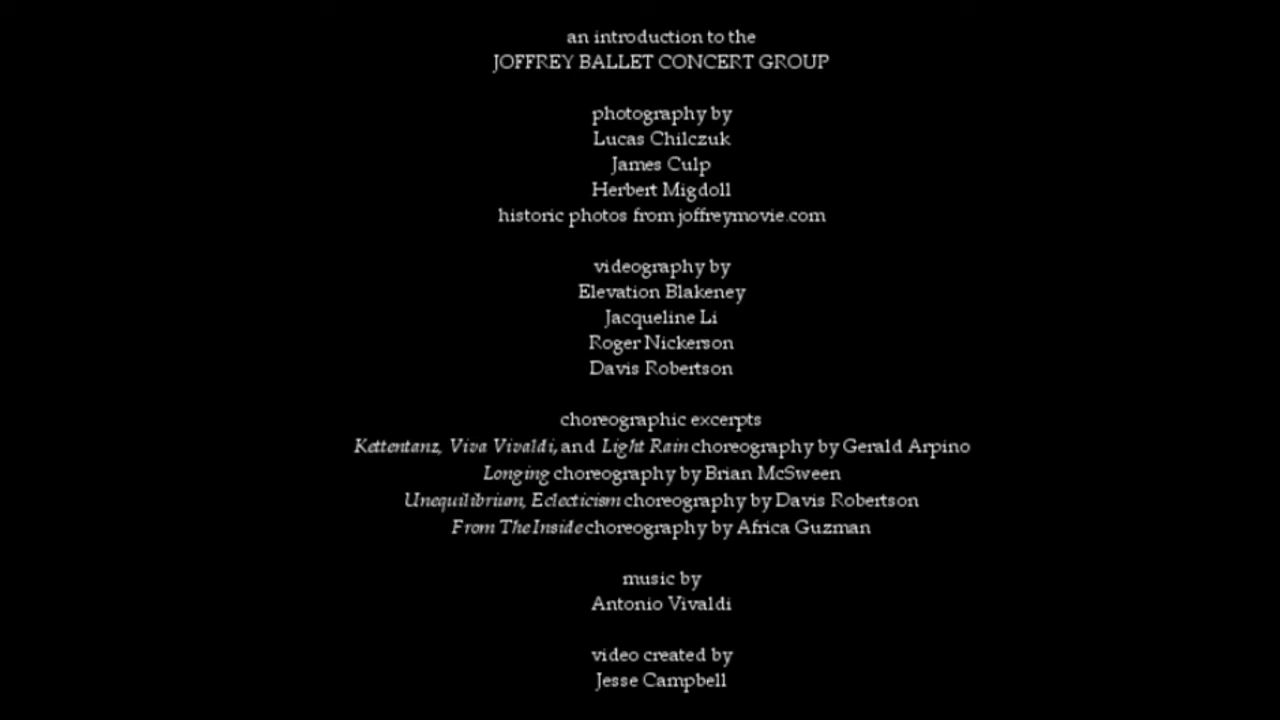 an introduction to the
JOFFREY BALLET CONCERT GROUP
photography by
Lucas Chilczuk
James Culp
Herbert Migdoll
historic photos from joffreymovie.com
videography by
Elevation Blakeney
Jacqueline Li
Roger Nickerson
Davis Robertson
choreographic excerpts
Kettentanz, Viva Vivaldi, and Light Rain choreography by Gerald Arpino
Longing choreography by Brian McSween
Unequilibrium, Eclecticism choreography by Davis Robertson
From The Inside choreography by Africa Guzman
music by
Antonio Vivaldi
video created by
Jesse Campbell